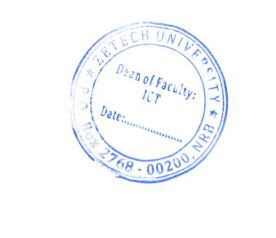 ★ ZETECH UNIVERSITY ★
Dean of Faculty:
ICT
Date:..................
P.O Box 2768 - 00200, NRB